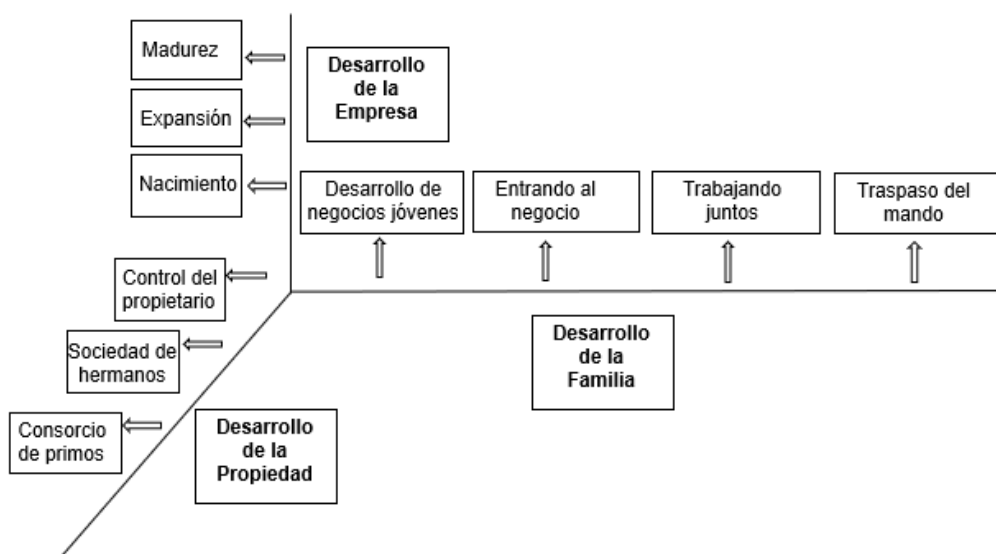 Madurez
Desarrollo
de la
Empresa
Expansión
Nacimiento
Desarrollo de
negocios jóvenes
Entrando al
negocio
Trabajando
juntos
Traspaso del
mando
Control del
propietario
Sociedad de
hermanos
Desarrollo
de la
Familia
Consorcio
de primos
Desarrollo
de la
Propiedad